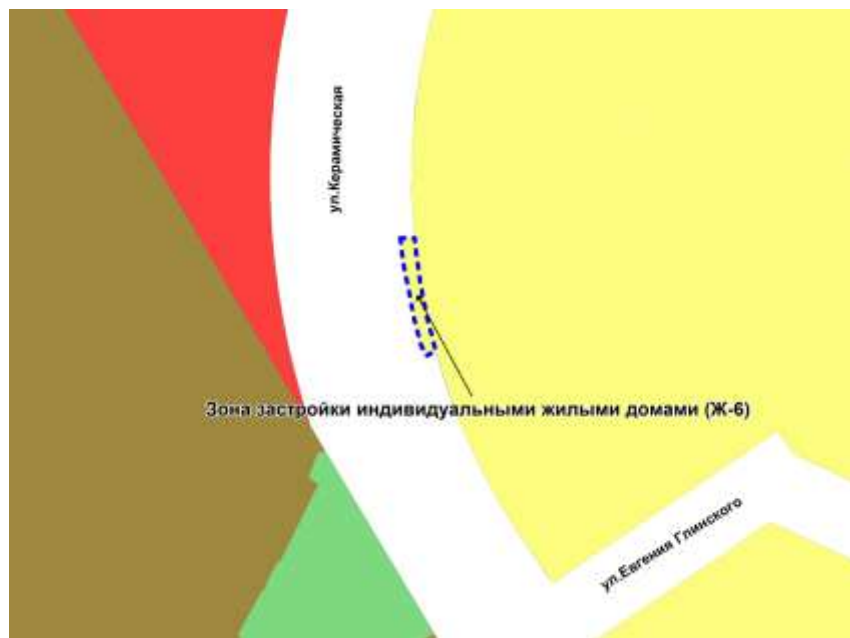 ул.Керамическая
Зона застройки индивидуальными жилыми домами (Ж-6)
ул.Евгения Глинского